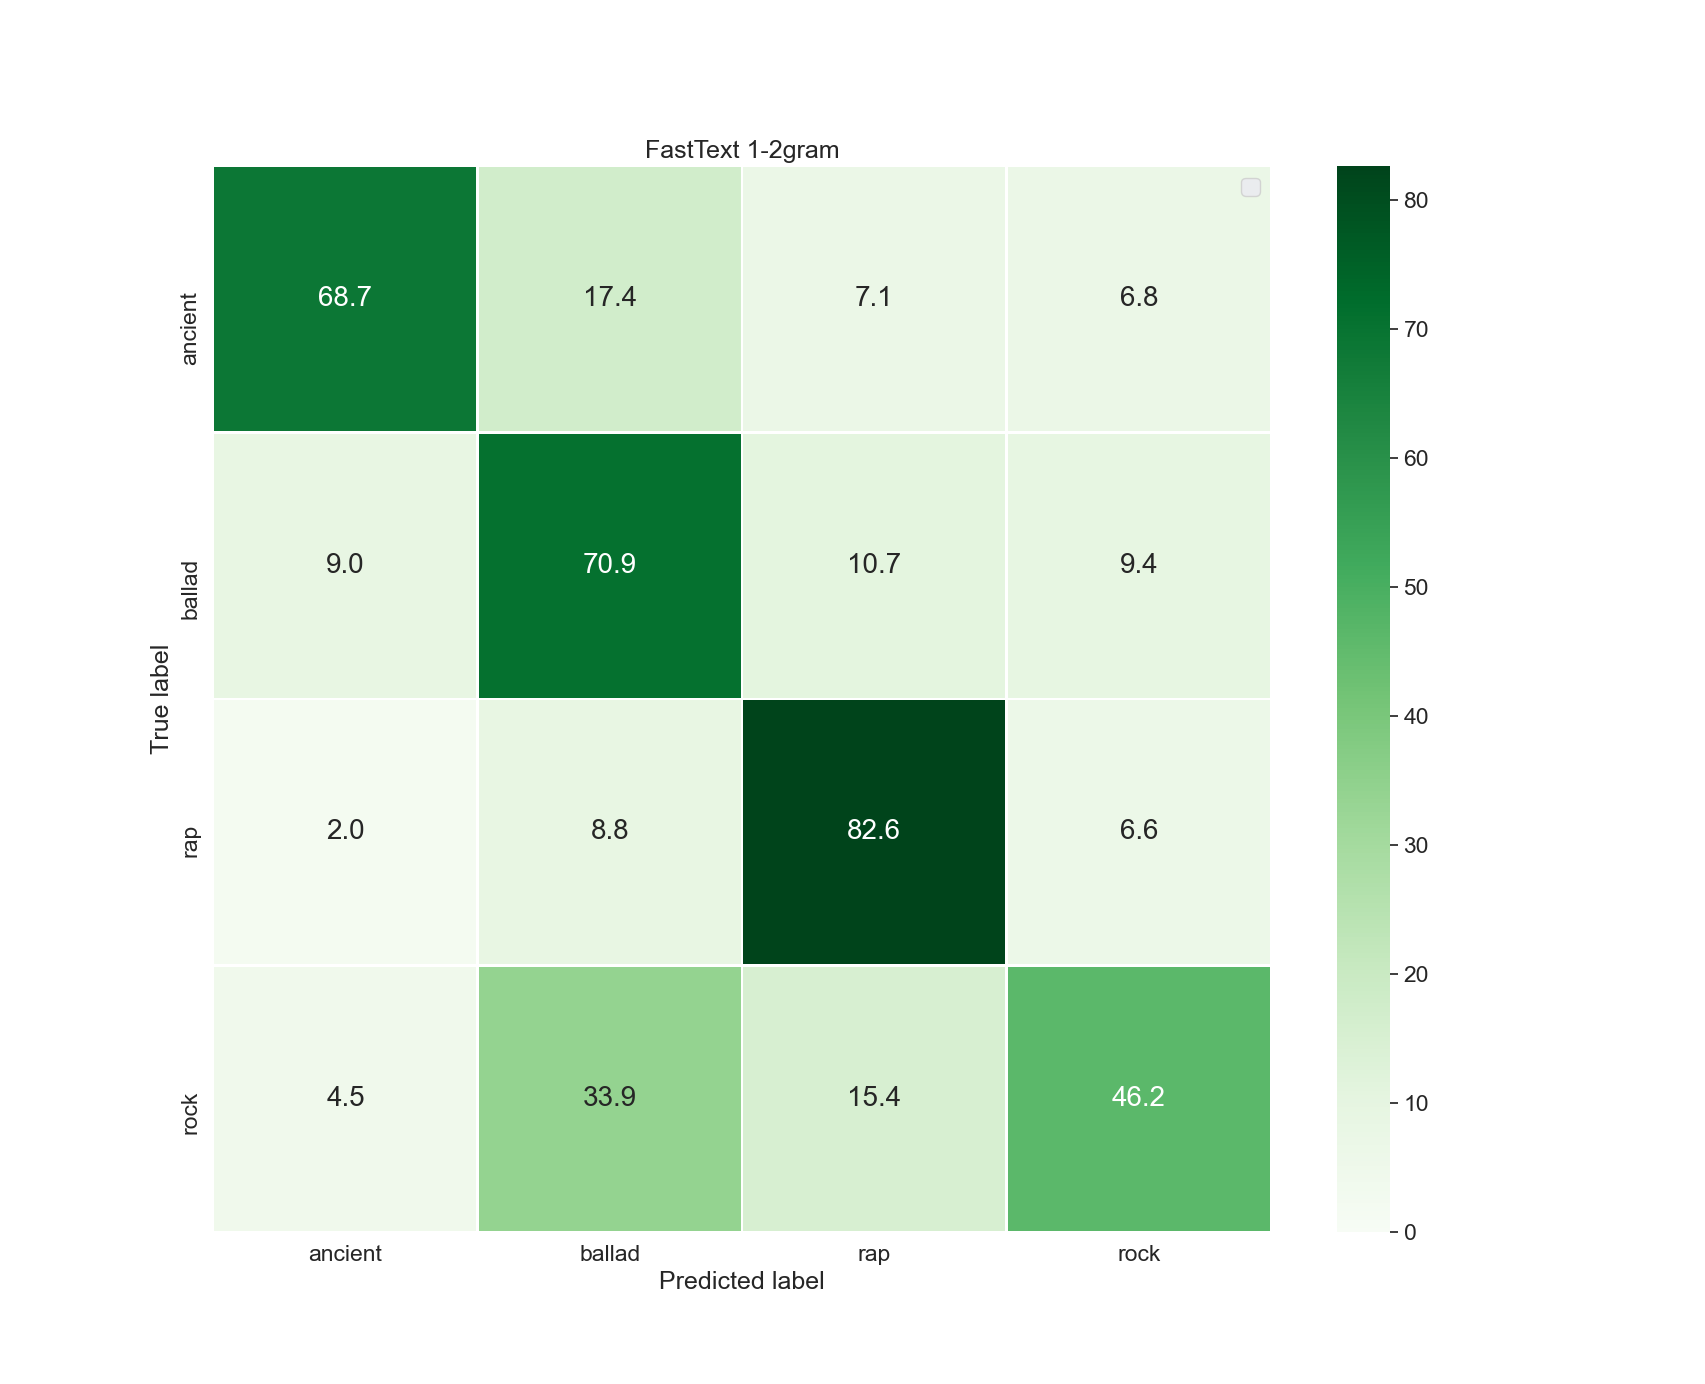 FastText 1-2gram
68.7 17.4 7.1 6.8
9.0 70.9 10.7 9.4
2.0 8.8 82.6 6.6
4.5 33.9 15.4 46.2
ancient
ballad
rap
rock
True label
ancient ballad rap rock
Predicted label
80
70
60
50
40
30
20
10
0